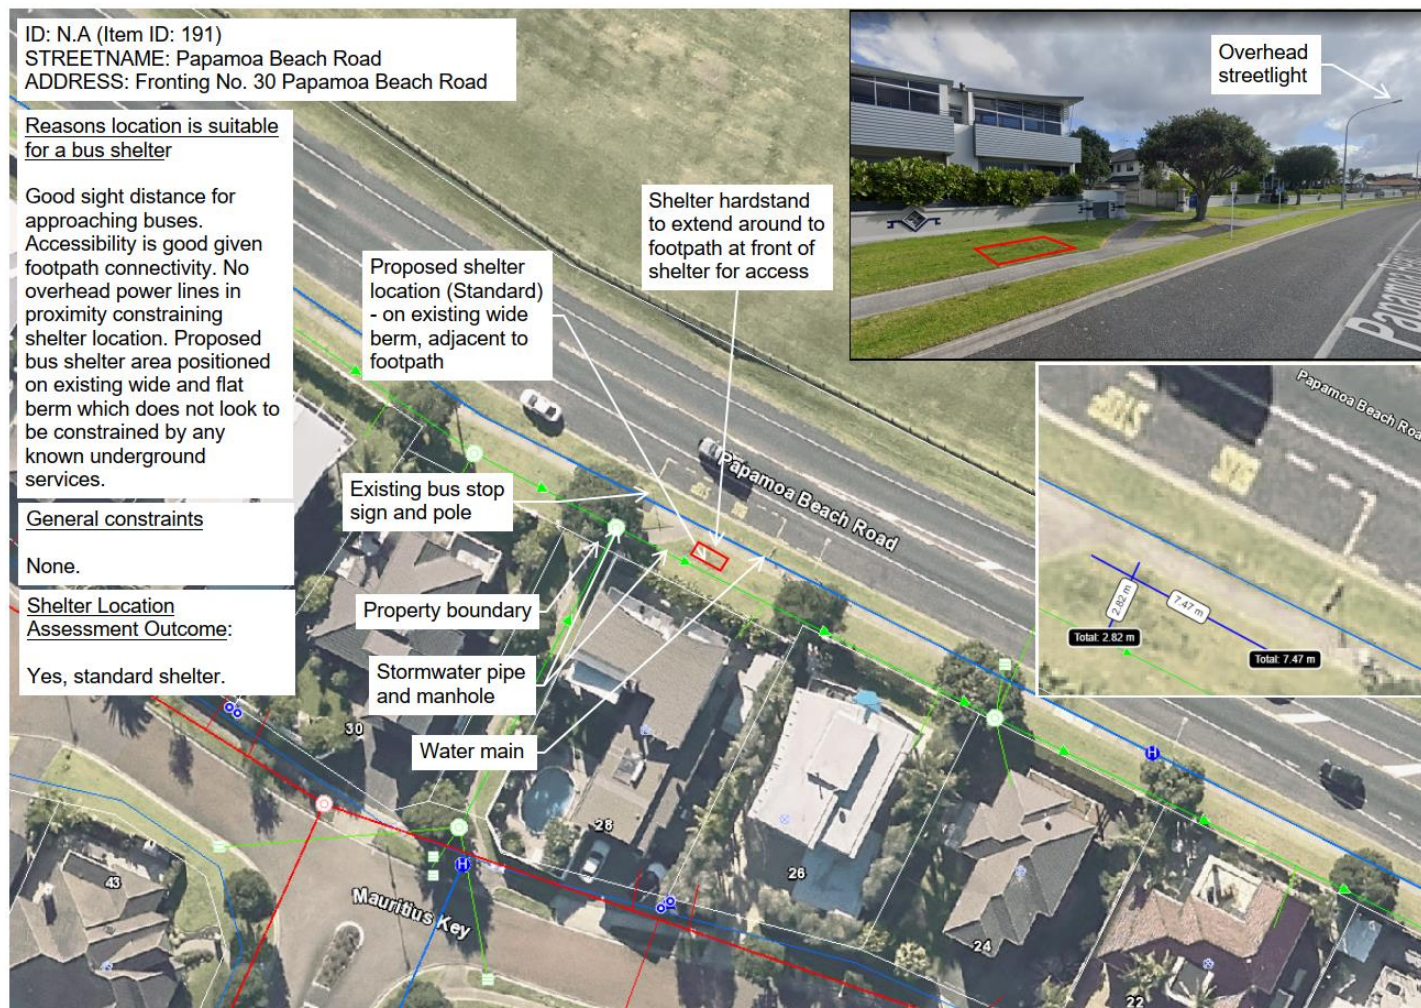 ID: N.A (Item ID: 191)
STREETNAME: Papamoa Beach Road
ADDRESS: Fronting No. 30 Papamoa Beach Road
Reasons location is suitable
for a bus shelter
Good sight distance for
approaching buses.
Accessibility is good given
footpath connectivity. No
overhead power lines in
proximity constraining
shelter location. Proposed
bus shelter area positioned
on existing wide and flat
berm which does not look to
be constrained by any
known underground
services.
General constraints
None.
Shelter Location
Assessment Outcome:
Yes, standard shelter.
Proposed shelter
location (Standard)
- on existing wide
berm, adjacent to
footpath
Shelter hardstand
to extend around to
footpath at front of
shelter for access
Overhead
streetlight
Existing bus stop
sign and pole
Property boundary
Stormwater pipe
and manhole
Water main
Papamoa Beach Road
Papamoa Beach
Papamoa Beach Roa
2.82 m
7.47 m
Total: 2.82 m
Total: 7.47 m
30
28
26
24
22
43
H
H
Mauritius Key